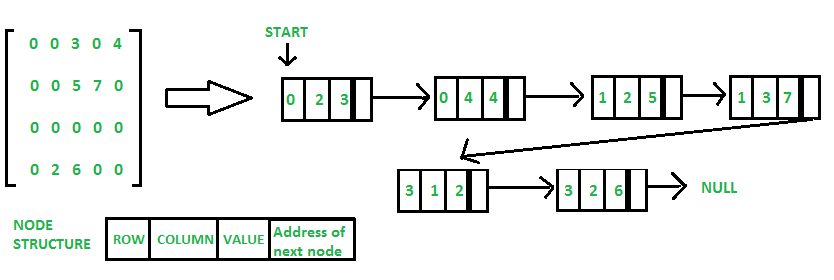 START
0 0 3 0 4
0 0 5 7 0
0 0 0 0 0
0 2 6 0 0
0 2 3
0 4 4
1 2 5
1 3 7
3 1 2
3 2 6
NULL
NODE
STRUCTURE
ROW
COLUMN
VALUE
Address of
next node